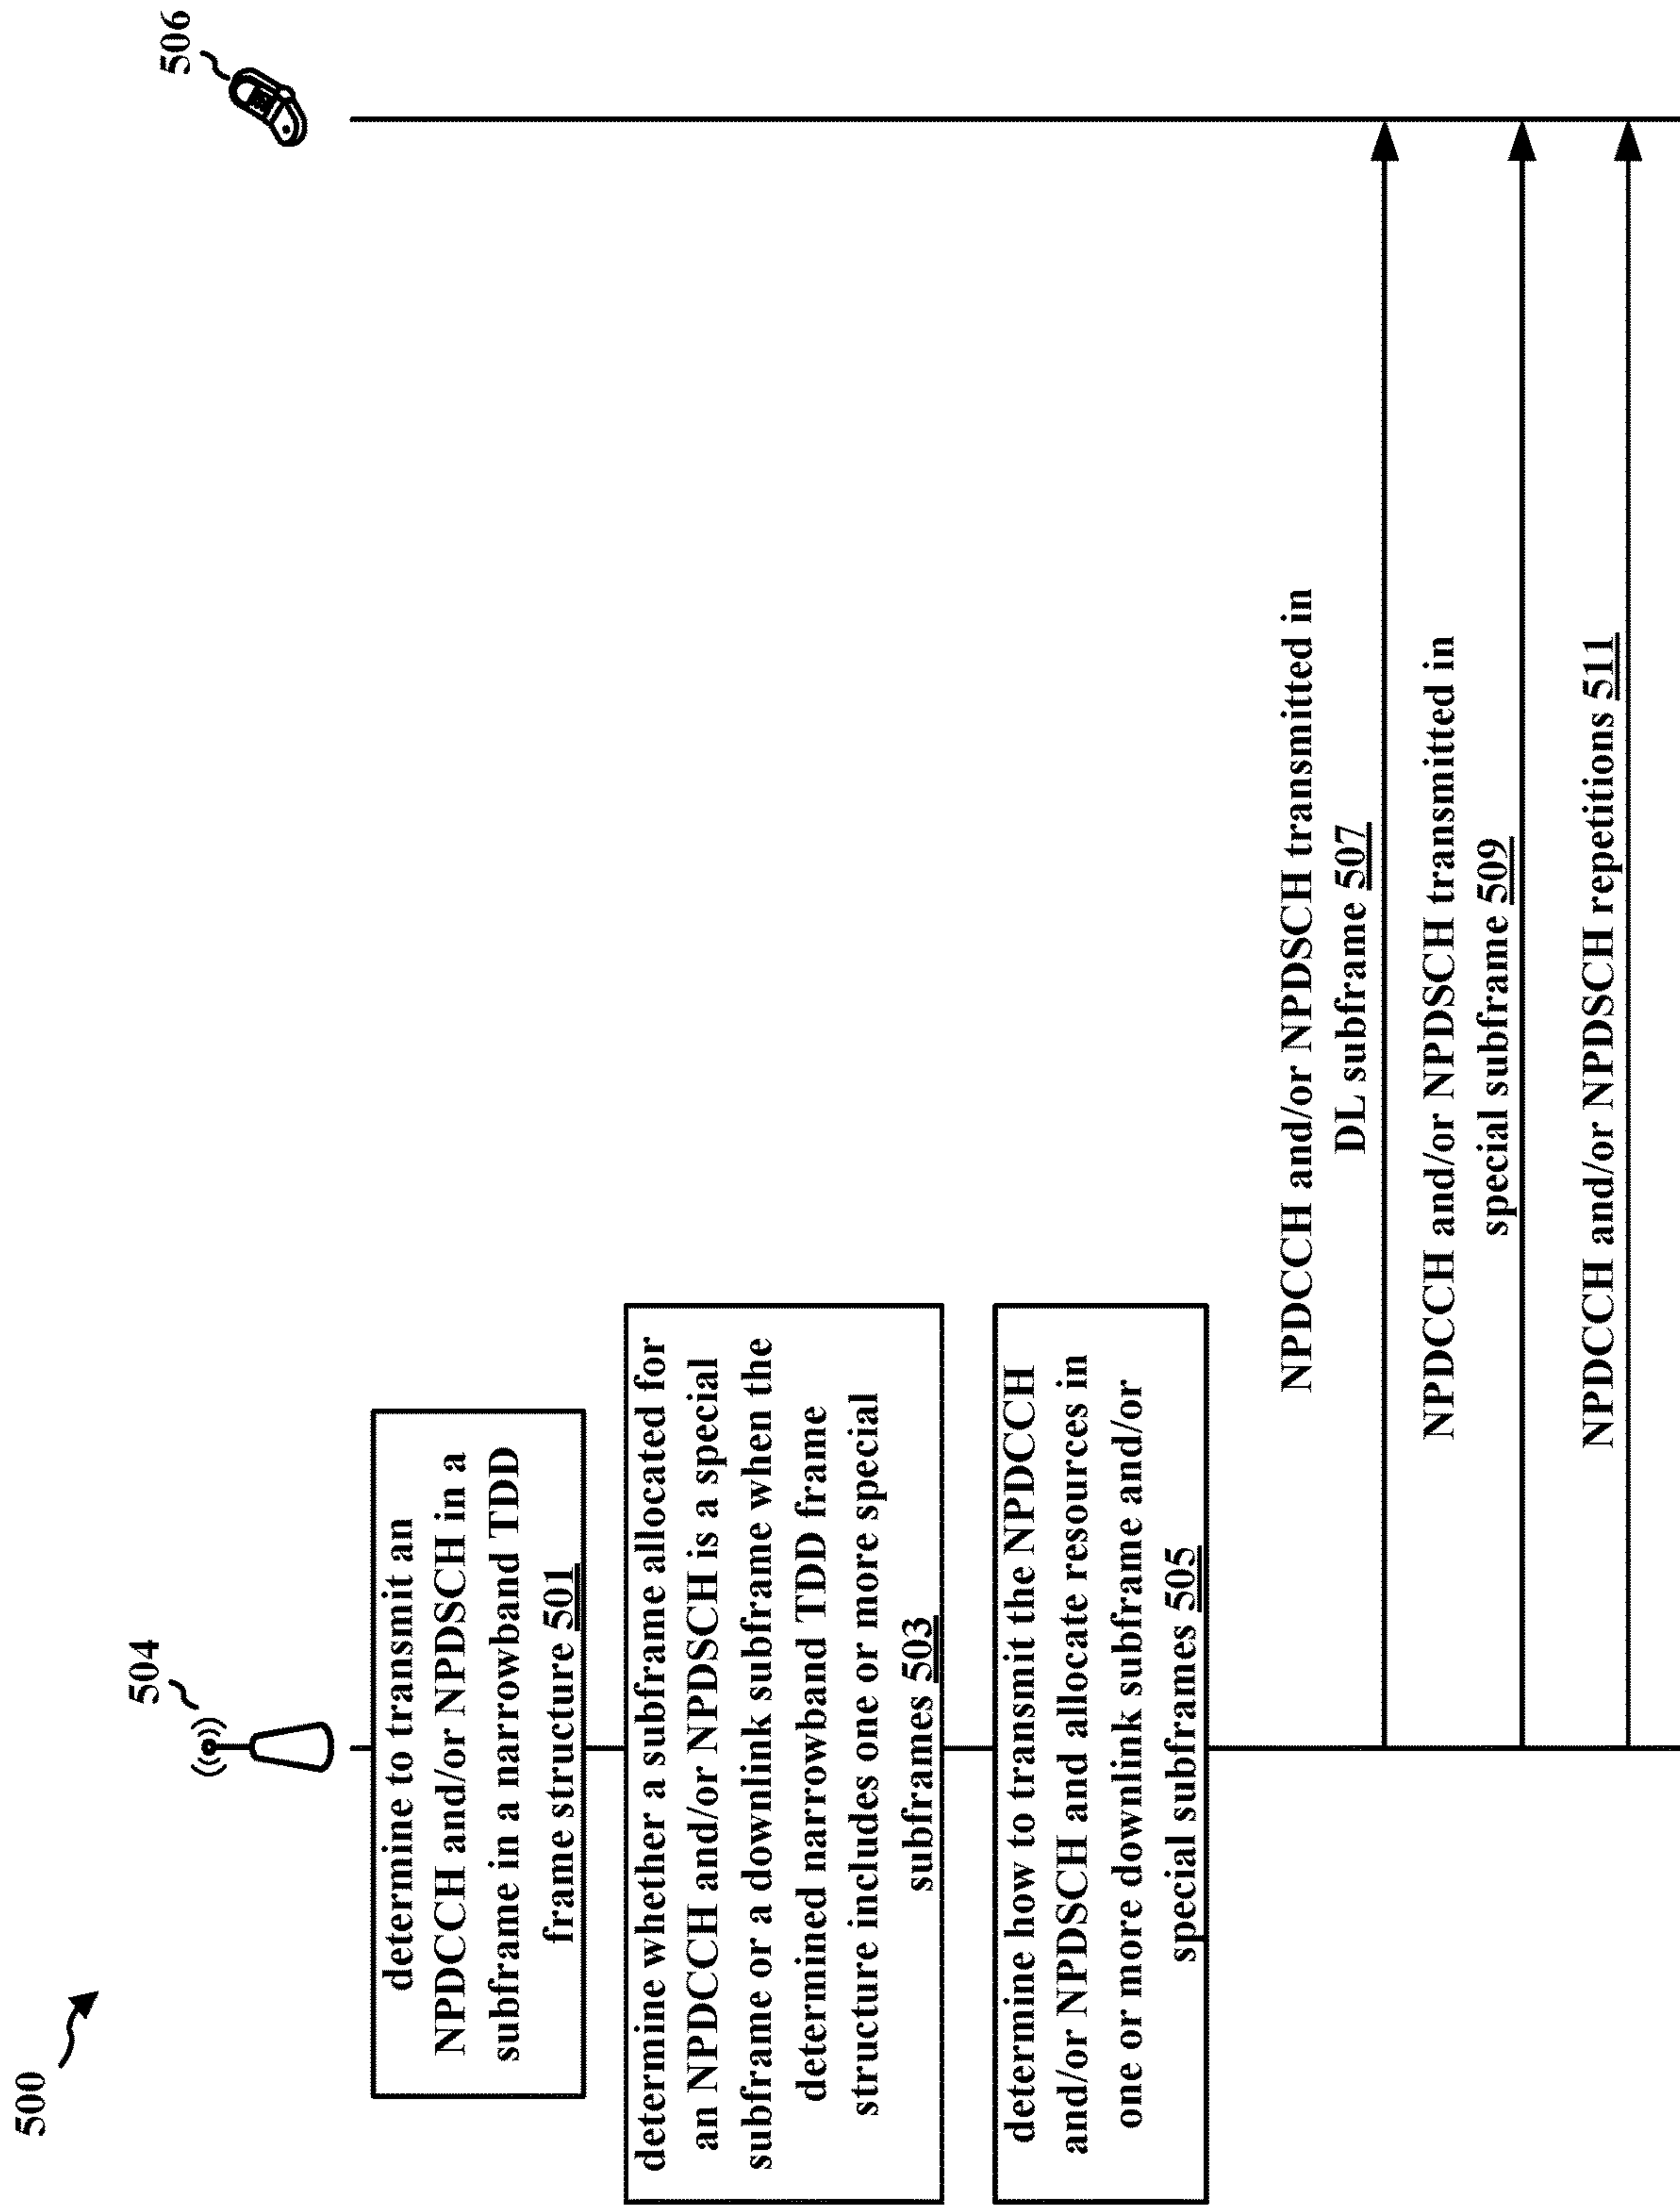 500
504
506
determine to transmit an
NPDCCH and/or NPDSCH in a
subframe in a narrowband TDD
frame structure 501
determine whether a subframe allocated for
an NPDCCH and/or NPDSCH is a special
subframe or a downlink subframe when the
determined narrowband TDD frame
structure includes one or more special
subframes 503
determine how to transmit the NPDCCH
and/or NPDSCH and allocate resources in
one or more downlink subframe and/or
special subframes 505
NPDCCH and/or NPDSCH transmitted in
DL subframe 507
NPDCCH and/or NPDSCH transmitted in
special subframe 509
NPDCCH and/or NPDSCH repetitions 511